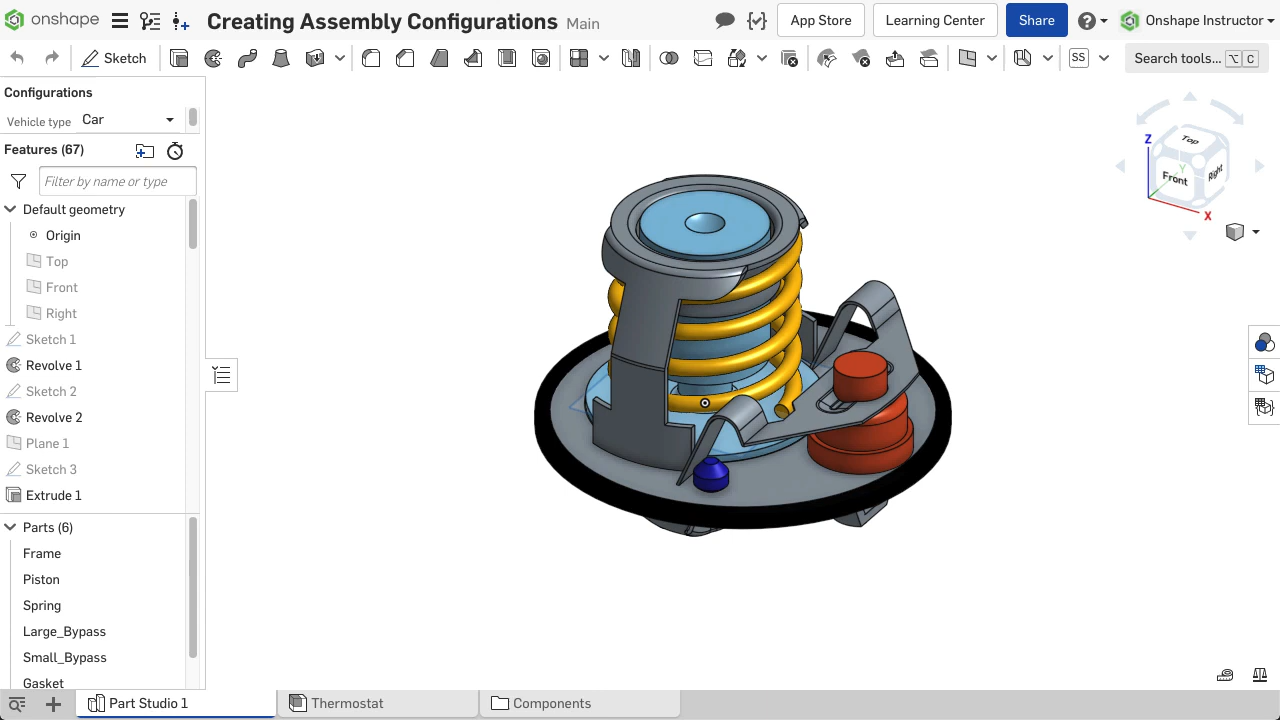 onshape Creating Assembly Configurations Main App Store Learning Center Share Onshape Instructor
Sketch SS Search tools... ⌥ C
Configurations
Vehicle type Car
Features (67)
Filter by name or type
Default geometry
Origin
Top
Front
Right
Sketch 1
Revolve 1
Sketch 2
Revolve 2
Plane 1
Sketch 3
Extrude 1
Parts (6)
Frame
Piston
Spring
Large_Bypass
Small_Bypass
Gasket
Z
Top
Y
Front
Right
X
Part Studio 1 Thermostat Components